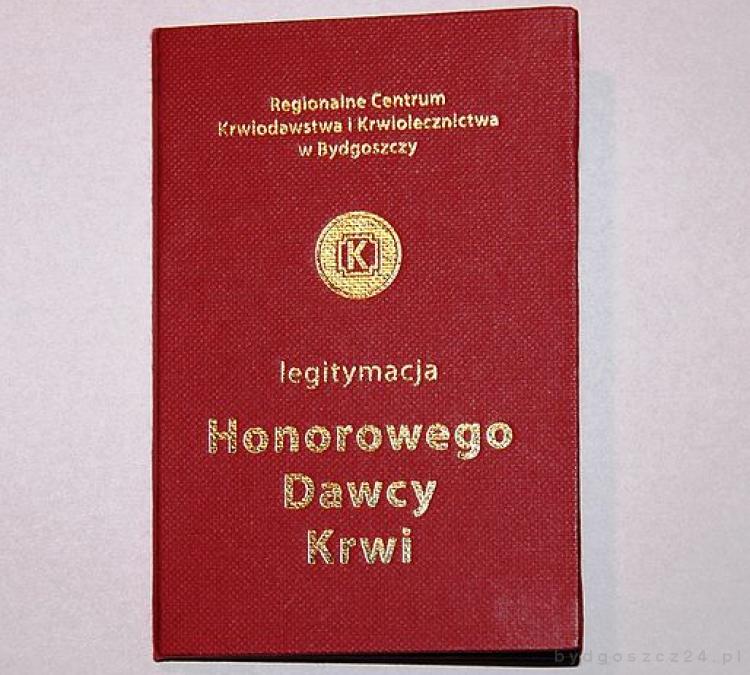 Regionalne Centrum
Krwiodawstwa i Krwiolecznictwa
w Bydgoszczy
K
legitymacja
Honorowego
Dawcy
Krwi
bydgoszcz24.pl